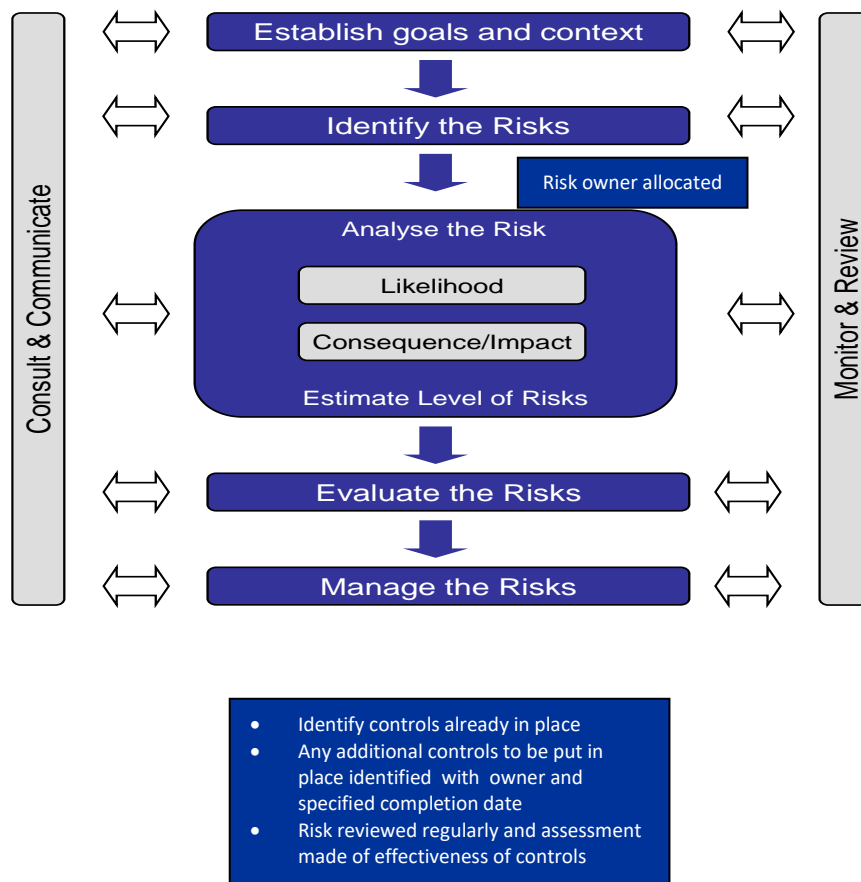 Establish goals and context
Identify the Risks
Risk owner allocated
Analyse the Risk
Likelihood
Consequence/Impact
Estimate Level of Risks
Evaluate the Risks
Manage the Risks
Consult & Communicate
Monitor & Review
• Identify controls already in place
• Any additional controls to be put in
place identified with owner and
specified completion date
• Risk reviewed regularly and assessment
made of effectiveness of controls